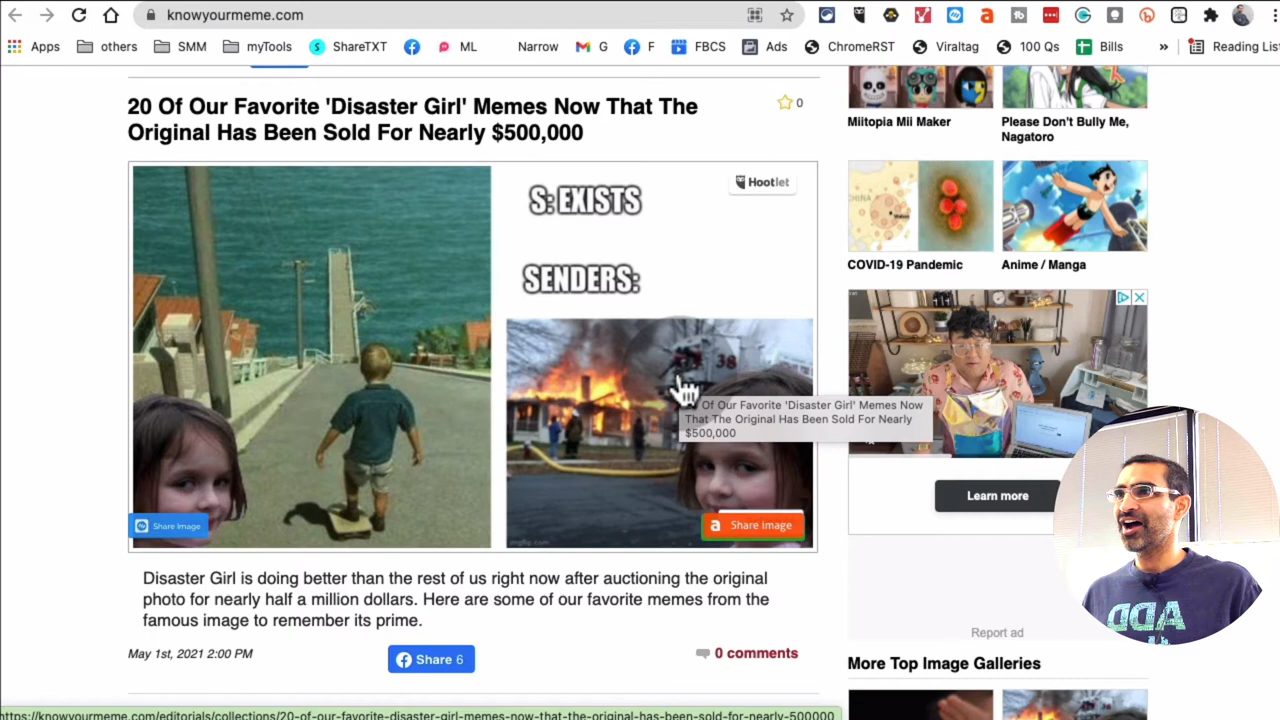 knowyourmeme.com
Apps
others
SMM
myTools
ShareTXT
ML
Narrow
G
F
FBCS
Ads
ChromeRST
Viraltag
100 Qs
Bills
»
Reading List
20 Of Our Favorite 'Disaster Girl' Memes Now That The
Original Has Been Sold For Nearly $500,000
0
S: EXISTS
Hootlet
SENDERS:
38
Of Our Favorite 'Disaster Girl' Memes Now
That The Original Has Been Sold For Nearly
$500,000
Share Image
a Share Image
imgflip.com
Disaster Girl is doing better than the rest of us right now after auctioning the original
photo for nearly half a million dollars. Here are some of our favorite memes from the
famous image to remember its prime.
May 1st, 2021 2:00 PM
Share 6
0 comments
Miitopia Mii Maker
Please Don't Bully Me,
Nagatoro
CHINA
COVID-19 Pandemic
Anime / Manga
Learn more
ADD
Report ad
More Top Image Galleries
https://knowyourmeme.com/editorials/collections/20-of-our-favorite-disaster-girl-memes-now-that-the-original-has-been-sold-for-nearly-500000